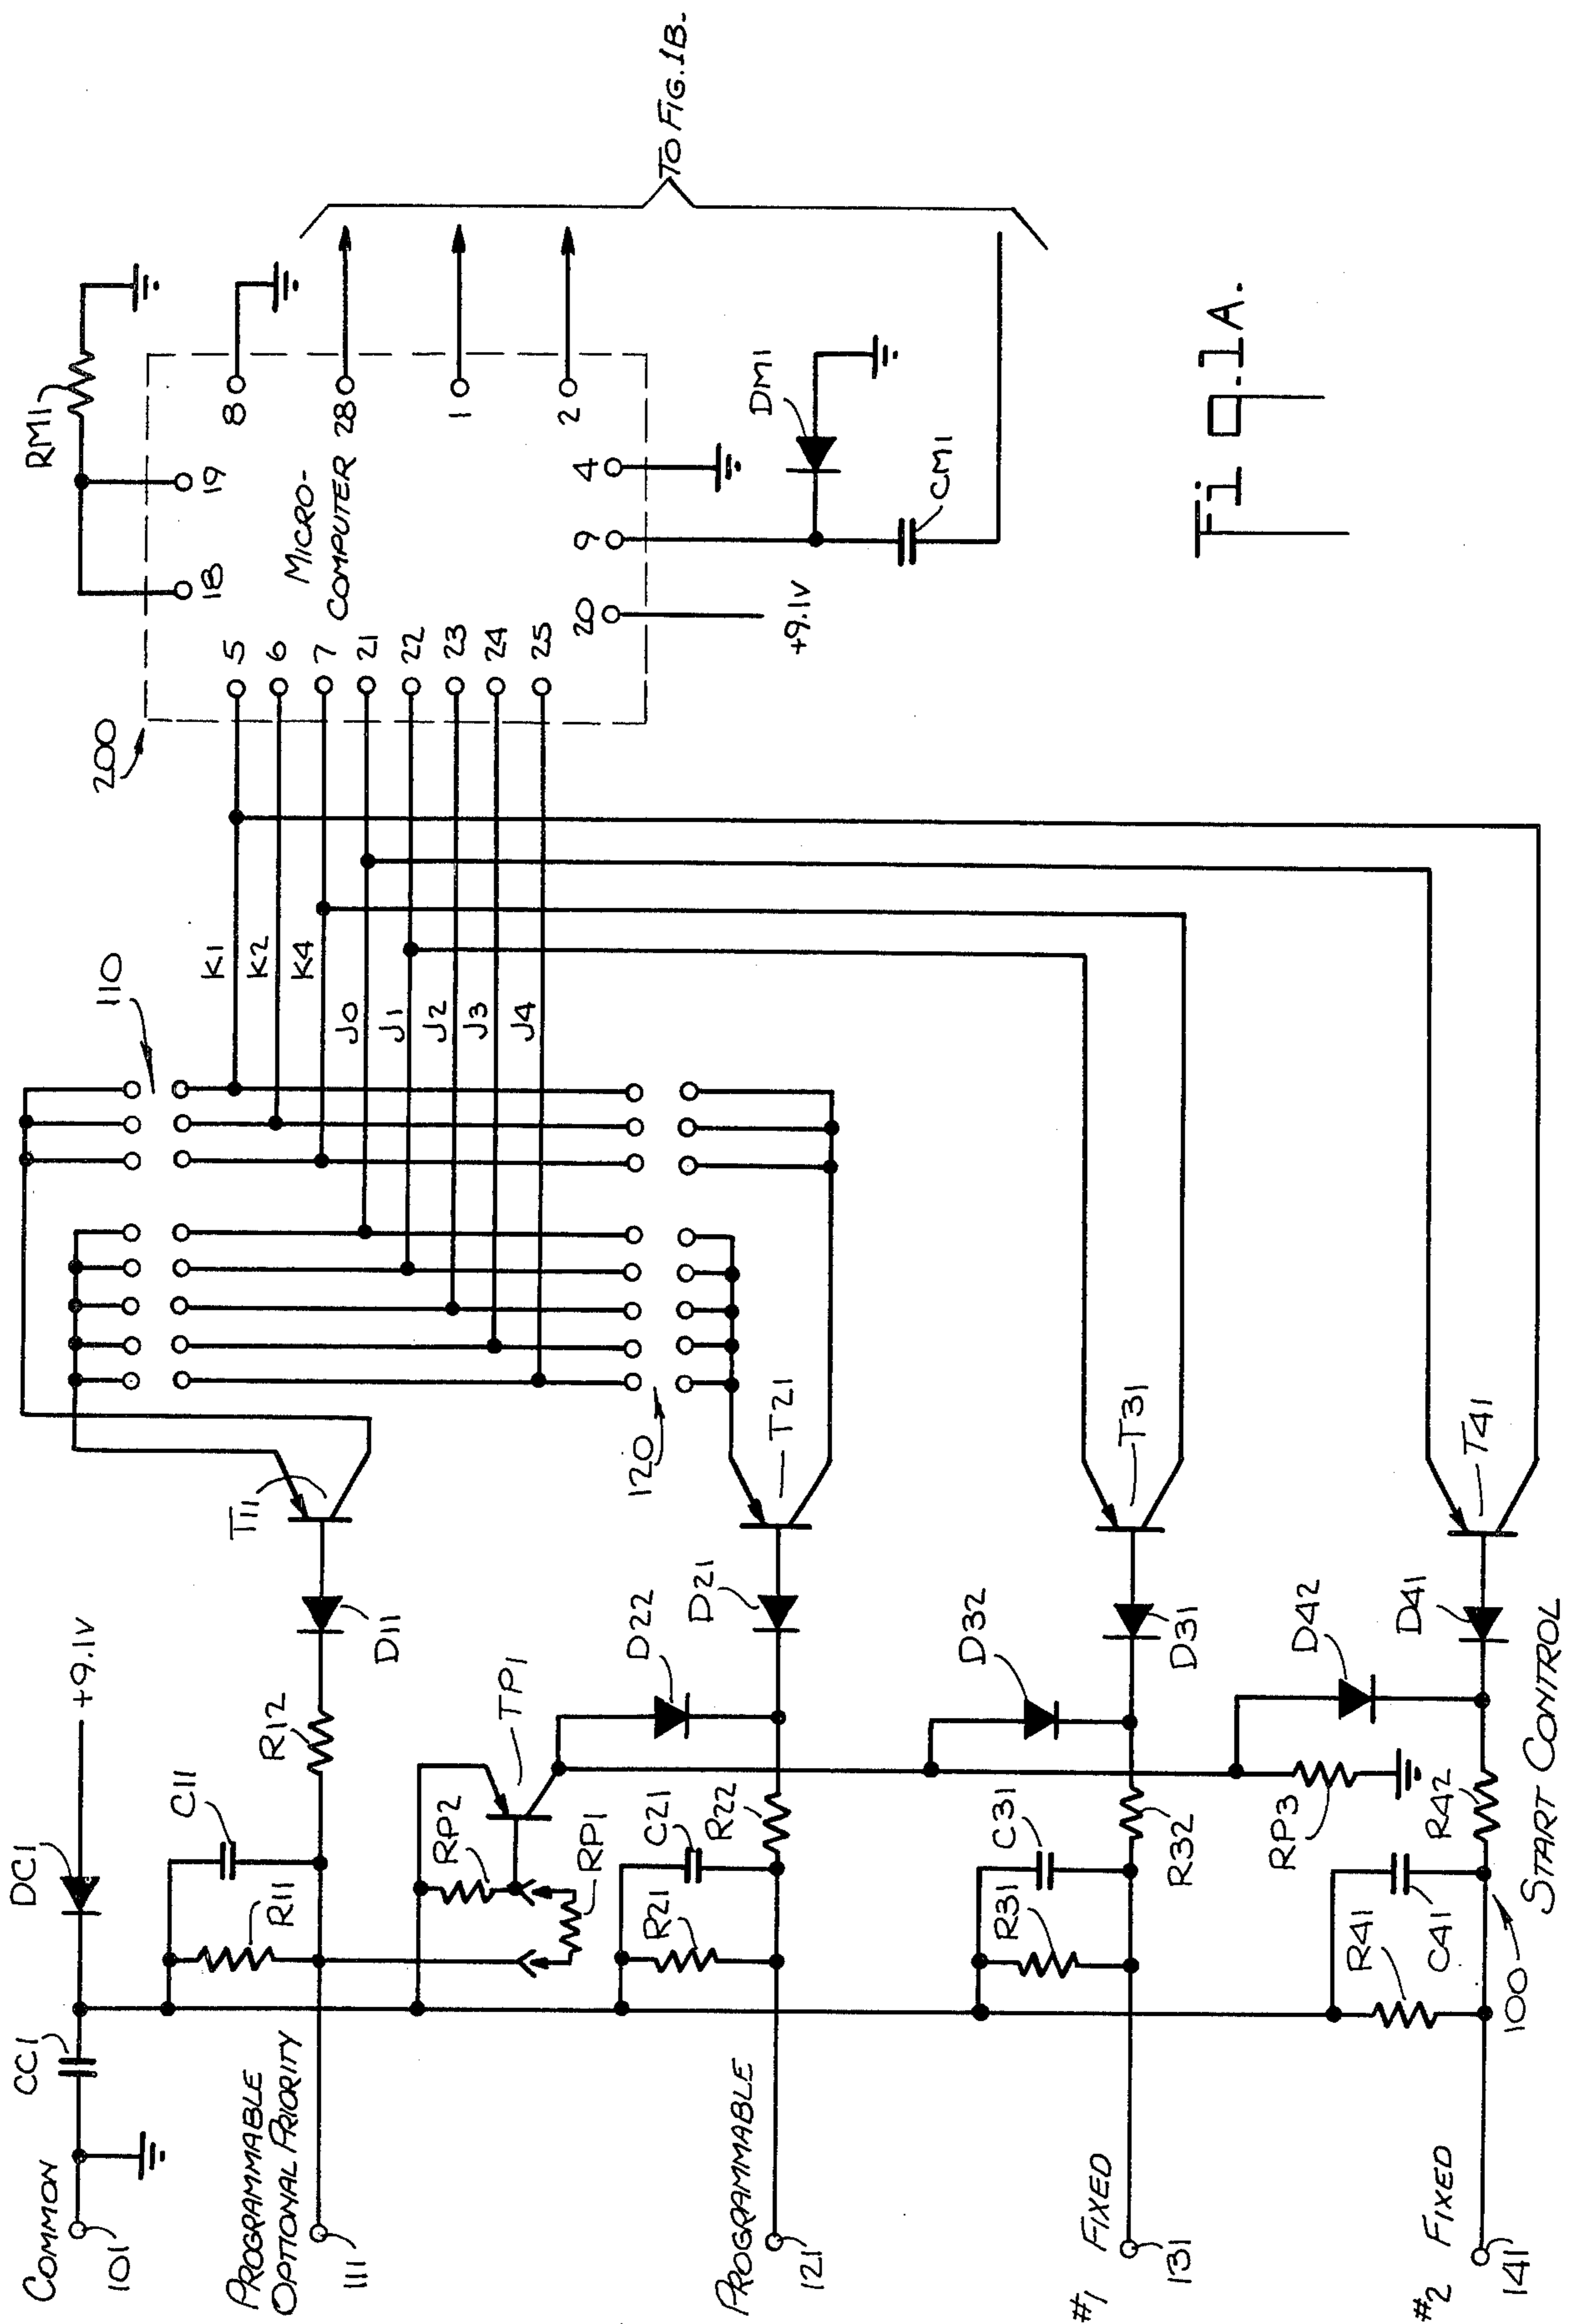 COMMON
101
CC1
DC1
+9.1V
PROGRAMMABLE
OPTIONAL PRIORITY
111
R11
C11
R12
D11
T11
110
RP2
RP1
TP1
PROGRAMMABLE
121
R21
C21
R22
D22
D21
T21
120
#1 FIXED
131
R31
C31
R32
D32
D31
T31
RP3
#2 FIXED
141
R41
C41
R42
D42
D41
T41
100
START CONTROL
K1
K2
K4
J0
J1
J2
J3
J4
200
5
6
7
21
22
23
24
25
MICRO-
COMPUTER
18
19
RM1
8
28
1
2
4
9
20
+9.1V
DM1
CM1
TO FIG.1B.
Fig.1A.